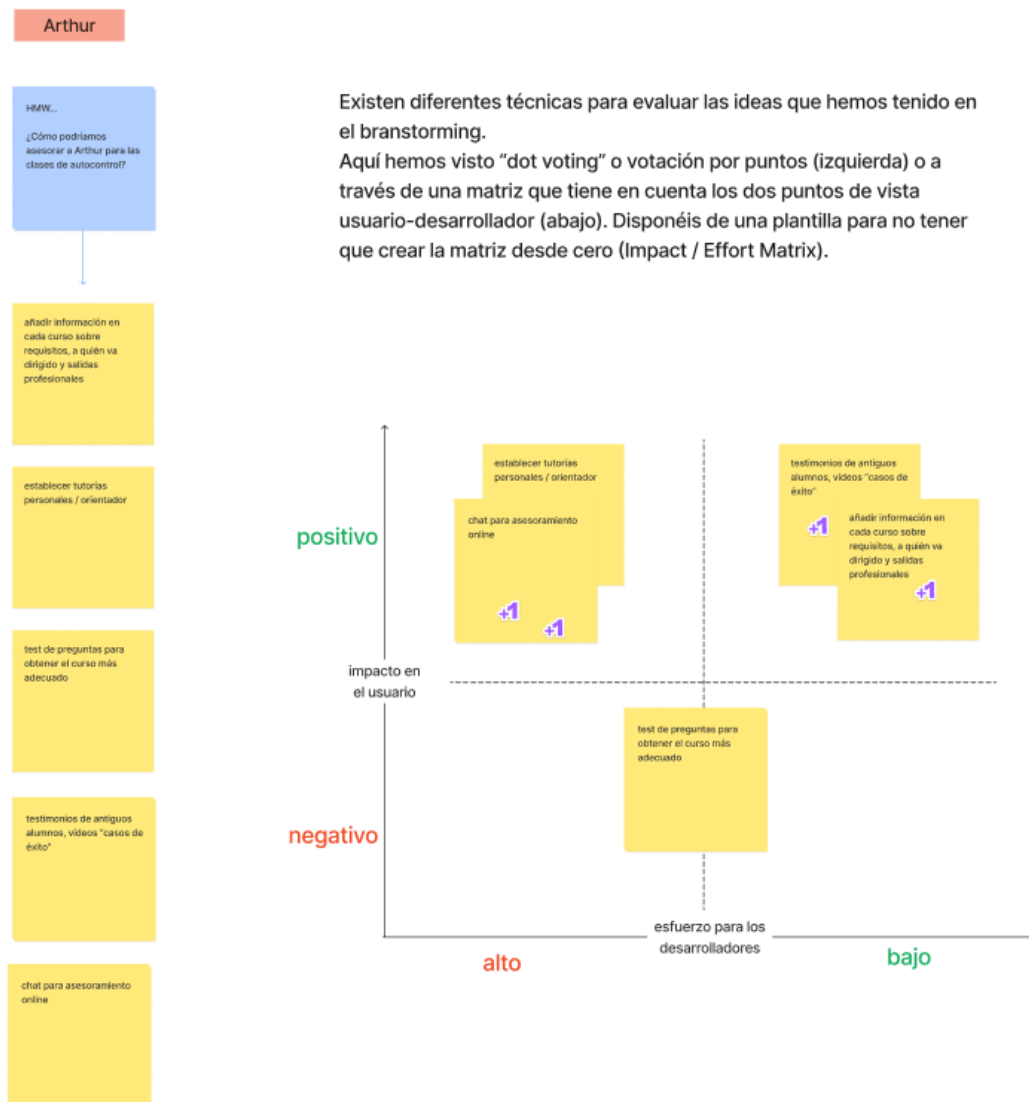 Arthur
HMW...
¿Cómo podríamos
asesorar a Arthur para las
clases de autocontrol?
Existen diferentes técnicas para evaluar las ideas que hemos tenido en
el branstorming.
Aquí hemos visto “dot voting” o votación por puntos (izquierda) o a
través de una matriz que tiene en cuenta los dos puntos de vista
usuario-desarrollador (abajo). Disponéis de una plantilla para no tener
que crear la matriz desde cero (Impact / Effort Matrix).
añadir información en
cada curso sobre
requisitos, a quién va
dirigido y salidas
profesionales
establecer tutorías
personales / orientador
test de preguntas para
obtener el curso más
adecuado
testimonios de antiguos
alumnos, vídeos "casos de
éxito"
chat para asesoramiento
online
positivo
establecer tutorías
personales / orientador
chat para asesoramiento
online
+1
+1
testimonios de antiguos
alumnos, vídeos "casos de
éxito"
+1
añadir información en
cada curso sobre
requisitos, a quién va
dirigido y salidas
profesionales
+1
impacto en
el usuario
test de preguntas para
obtener el curso más
adecuado
negativo
esfuerzo para los
desarrolladores
alto
bajo